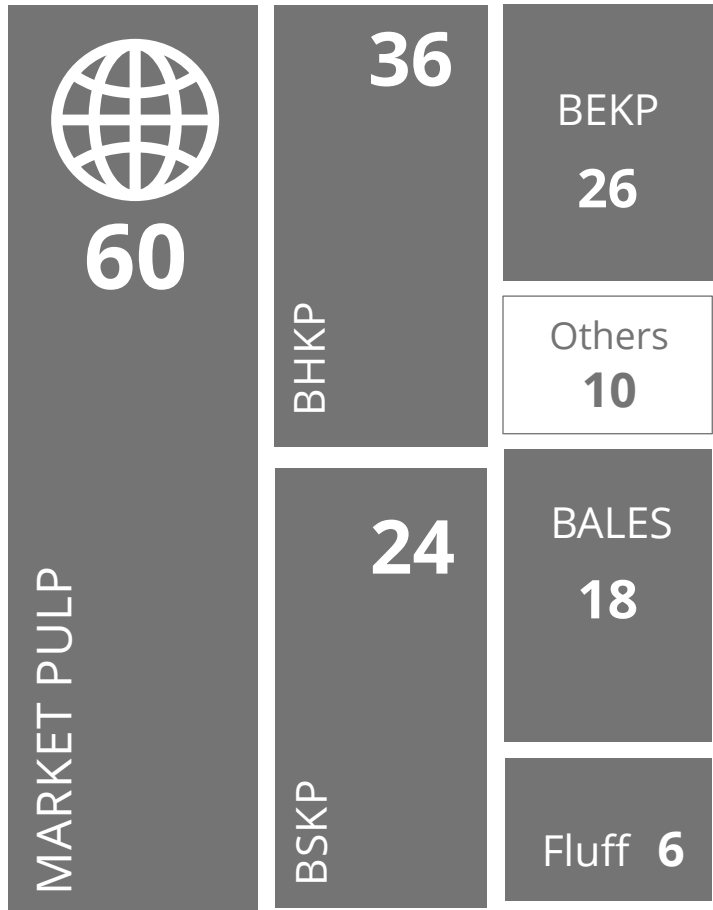 60
MARKET PULP
36
BHKP
24
BSKP
BEKP
26
Others
10
BALES
18
Fluff 6